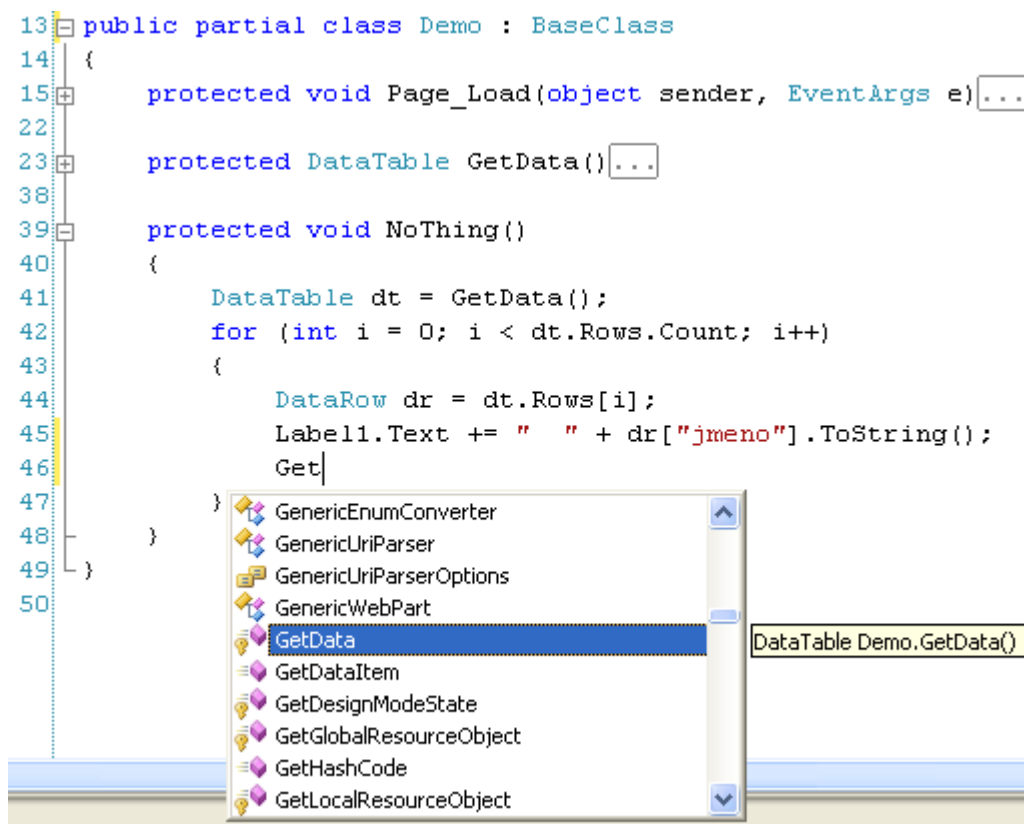 13 public partial class Demo : BaseClass
14 {
15 protected void Page_Load(object sender, EventArgs e)...
22
23 protected DataTable GetData()...
38
39 protected void NoThing()
40 {
41 DataTable dt = GetData();
42 for (int i = 0; i < dt.Rows.Count; i++)
43 {
44 DataRow dr = dt.Rows[i];
45 Label1.Text += "  " + dr["jmeno"].ToString();
46 Get
47 }
48 }
49 }
50
GenericEnumConverter
GenericUriParser
GenericUriParserOptions
GenericWebPart
GetData
DataTable Demo.GetData()
GetDataItem
GetDesignModeState
GetGlobalResourceObject
GetHashCode
GetLocalResourceObject